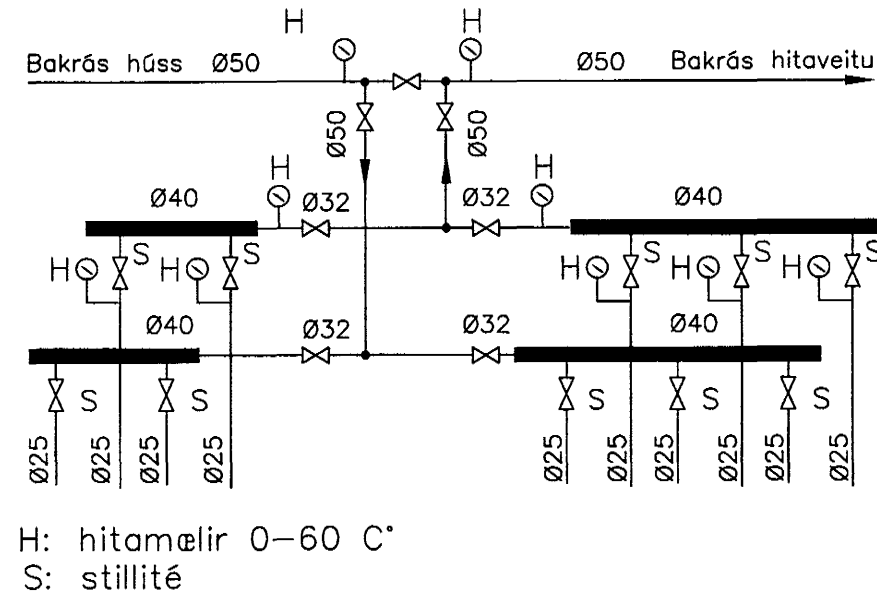 H H
Bakrás húss Ø50 Ø50 Bakrás hitaveitu
Ø50 Ø50
H H
Ø40 Ø32 Ø32 Ø40
H S H S H S H S H S
Ø40 Ø32 Ø32 Ø40
S S S S S
Ø25 Ø25 Ø25 Ø25 Ø25 Ø25 Ø25 Ø25 Ø25 Ø25
H: hitamælir 0-60 C°
S: stillité